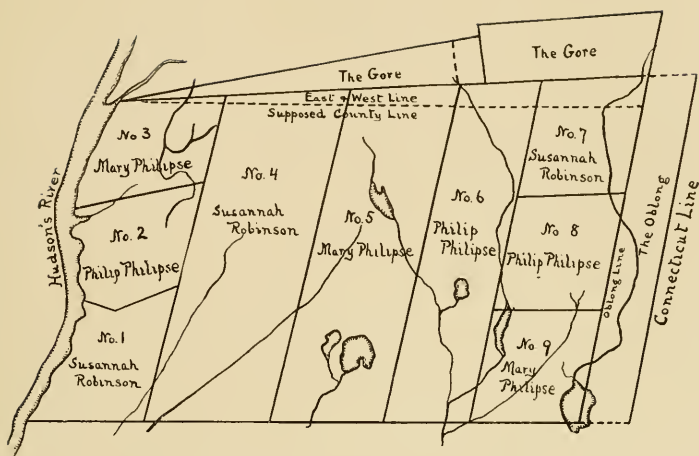 The Gore
The Gore
East & West Line
Supposed County Line
Hudson's River
No 3
Mary Philipse
No. 2
Philip Philipse
No. 1
Susannah
Robinson
No. 4
Susannah
Robinson
No. 5
Mary Philipse
No. 6
Philip
Philipse
No. 7
Susannah
Robinson
No 8
Philip Philipse
No 9
Mary
Philipse
Oblong Line
The Oblong
Connecticut Line